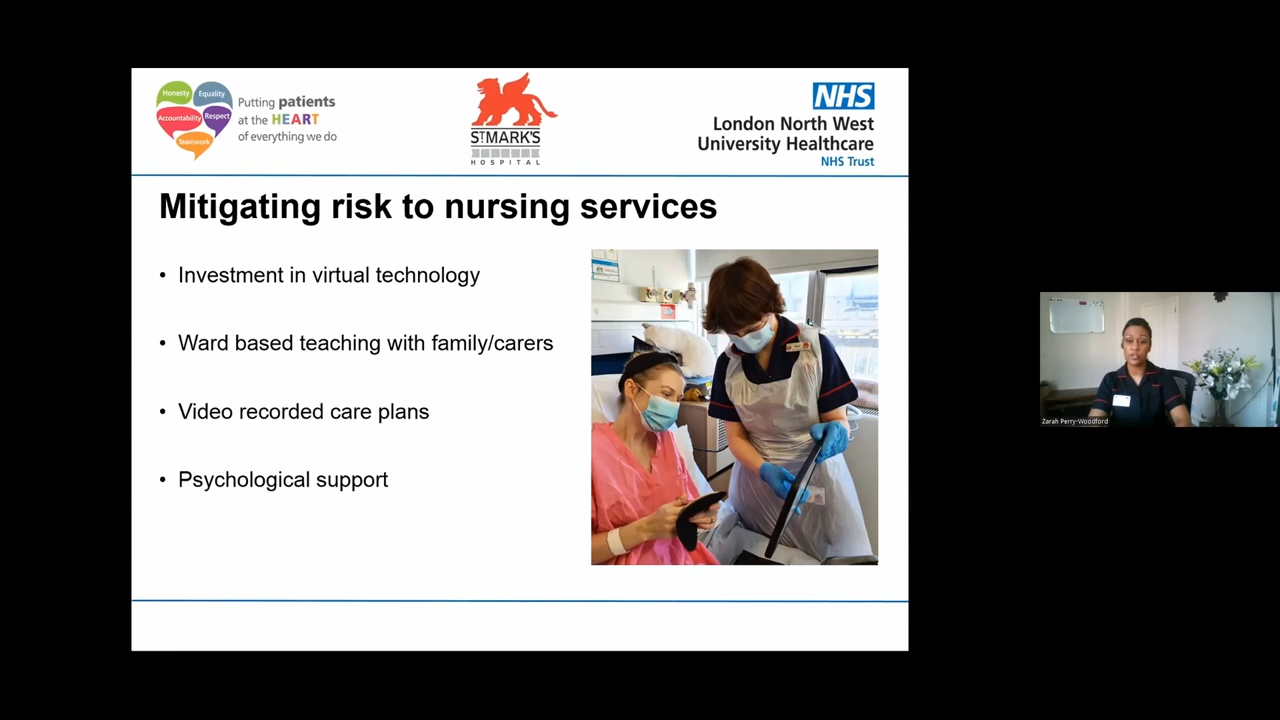 Honesty
Equality
Accountability
Respect
Teamwork
Putting patients
at the HEART
of everything we do
ST MARK'S
HOSPITAL
NHS
London North West
University Healthcare
NHS Trust
Mitigating risk to nursing services
• Investment in virtual technology
• Ward based teaching with family/carers
• Video recorded care plans
• Psychological support
Zarah Perry-Woodford